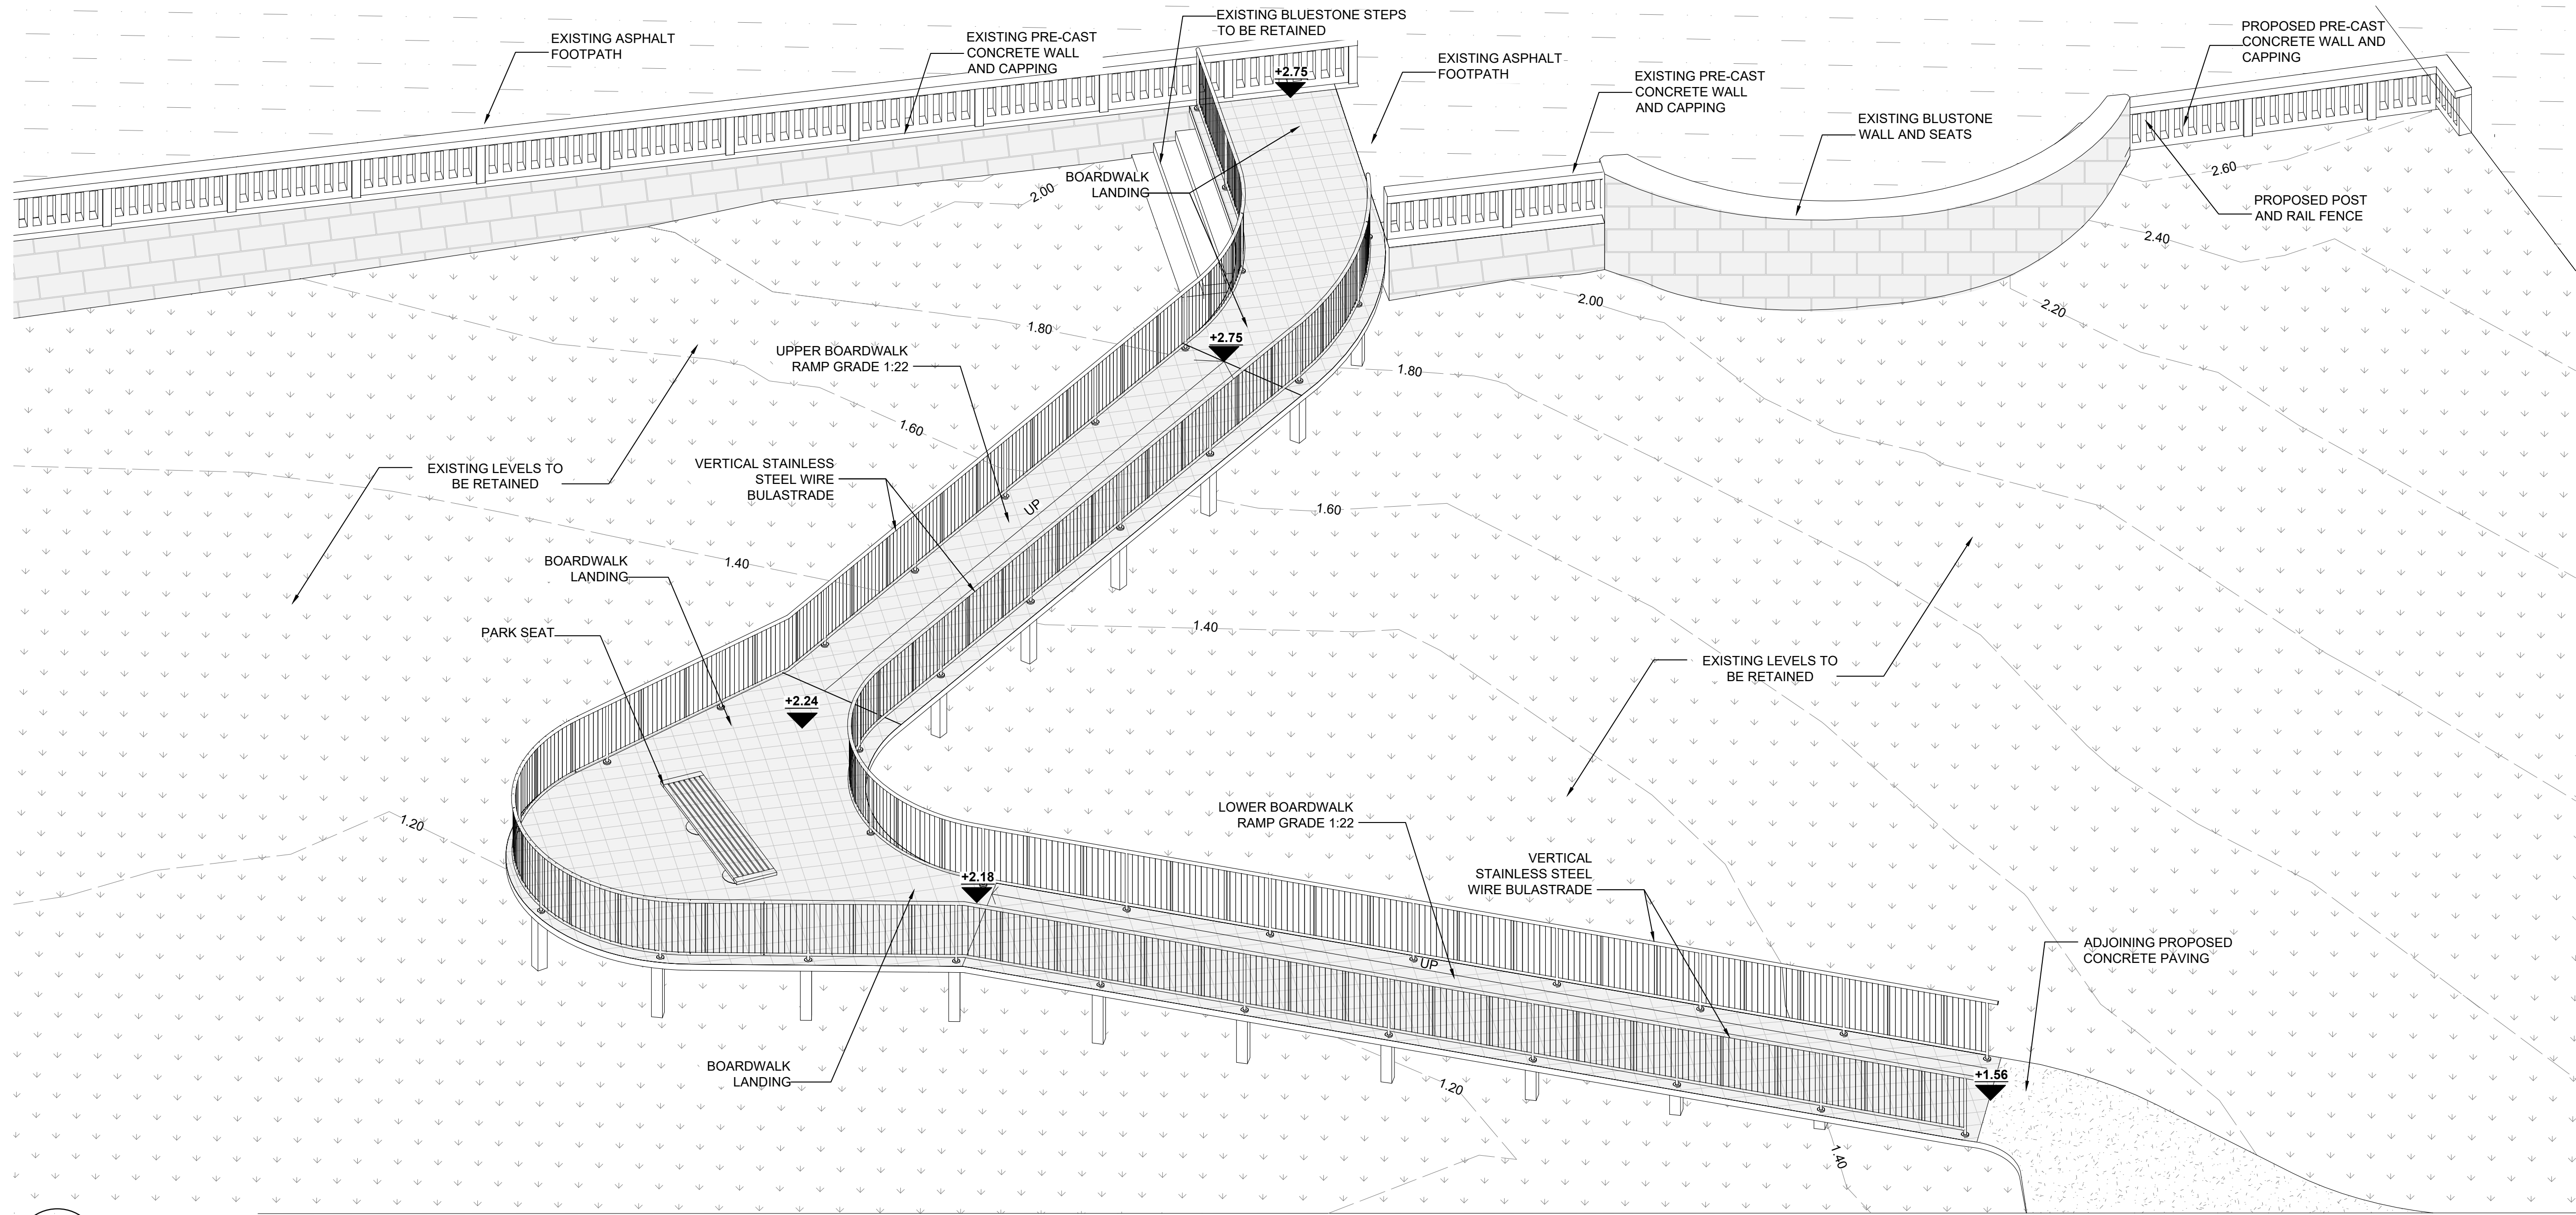 EXISTING BLUESTONE STEPS
TO BE RETAINED
EXISTING ASPHALT
FOOTPATH
EXISTING PRE-CAST
CONCRETE WALL
AND CAPPING
+2.75
EXISTING ASPHALT
FOOTPATH
EXISTING PRE-CAST
CONCRETE WALL
AND CAPPING
PROPOSED PRE-CAST
CONCRETE WALL AND
CAPPING
EXISTING BLUSTONE
WALL AND SEATS
2.60
PROPOSED POST
AND RAIL FENCE
BOARDWALK
LANDING
2.00
2.40
2.00
2.20
1.80
+2.75
UPPER BOARDWALK
RAMP GRADE 1:22
1.80
1.60
EXISTING LEVELS TO
BE RETAINED
VERTICAL STAINLESS
STEEL WIRE
BULASTRADE
UP
1.60
1.40
BOARDWALK
LANDING
PARK SEAT
1.40
EXISTING LEVELS TO
BE RETAINED
+2.24
1.20
LOWER BOARDWALK
RAMP GRADE 1:22
VERTICAL
STAINLESS STEEL
WIRE BULASTRADE
+2.18
ADJOINING PROPOSED
CONCRETE PAVING
UP
BOARDWALK
LANDING
1.20
+1.56
1.40